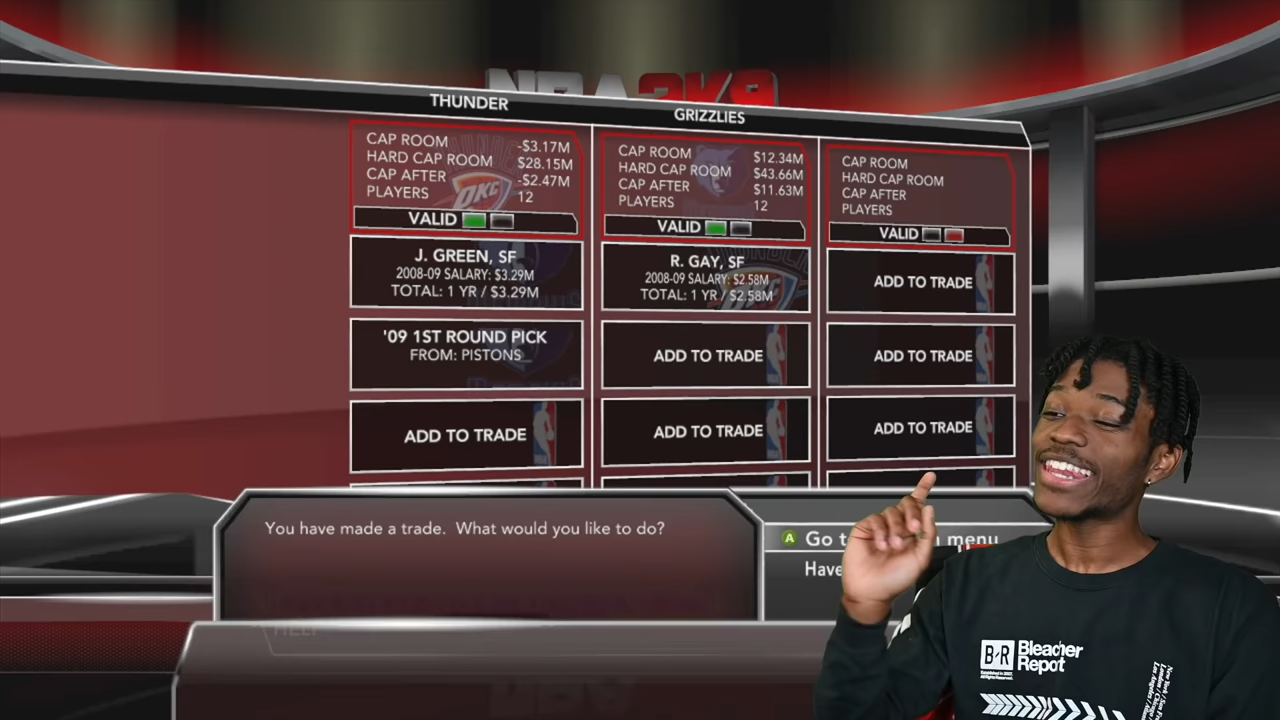 NBA 2K9
THUNDER
CAP ROOM -$3.17M
HARD CAP ROOM $28.15M
CAP AFTER -$2.47M
PLAYERS 12
VALID
J. GREEN, SF
2008-09 SALARY: $3.29M
TOTAL: 1 YR / $3.29M
'09 1ST ROUND PICK
FROM: PISTONS
ADD TO TRADE
GRIZZLIES
CAP ROOM $12.34M
HARD CAP ROOM $43.66M
CAP AFTER $11.63M
PLAYERS 12
VALID
R. GAY, SF
2008-09 SALARY: $2.58M
TOTAL: 1 YR / $2.58M
ADD TO TRADE
ADD TO TRADE
CAP ROOM
HARD CAP ROOM
CAP AFTER
PLAYERS
VALID
ADD TO TRADE
ADD TO TRADE
ADD TO TRADE
OKC
You have made a trade. What would you like to do?
A Go t
menu
Have
HELP
B/R Bleacher
Report